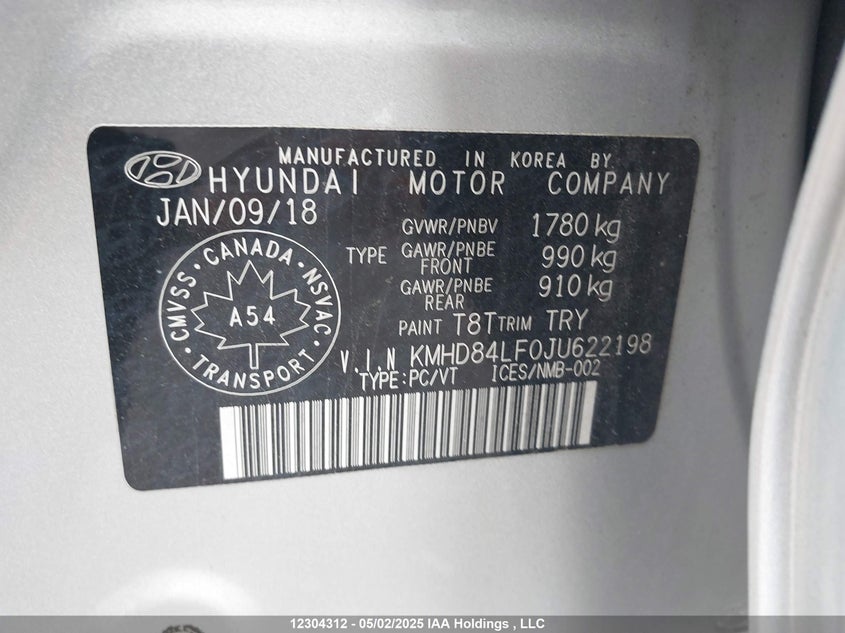 MANUFACTURED IN KOREA BY
HYUNDAI MOTOR COMPANY
JAN/09/18
GVWR/PNBV 1780 kg
TYPE GAWR/PNBE FRONT 990 kg
GAWR/PNBE REAR 910 kg
PAINT T8T TRIM TRY
CMVSS · CANADA · NSVAC · TRANSPORT ·
A54
V.I.N KMHD84LF0JU622198
TYPE:PC/VT ICES/NMB-002
12304312 - 05/02/2025 IAA Holdings , LLC